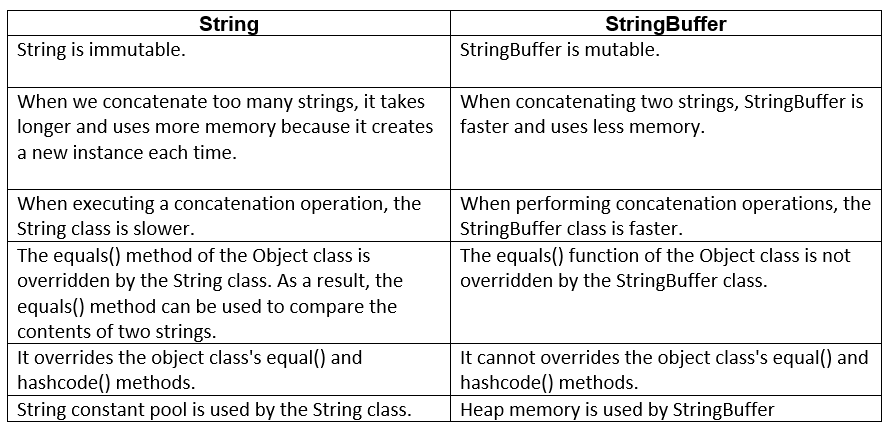 String
StringBuffer
String is immutable.
StringBuffer is mutable.
When we concatenate too many strings, it takes
longer and uses more memory because it creates
a new instance each time.
When concatenating two strings, StringBuffer is
faster and uses less memory.
When executing a concatenation operation, the
String class is slower.
When performing concatenation operations, the
StringBuffer class is faster.
The equals() method of the Object class is
overridden by the String class. As a result, the
equals() method can be used to compare the
contents of two strings.
The equals() function of the Object class is not
overridden by the StringBuffer class.
It overrides the object class's equal() and
hashcode() methods.
It cannot overrides the object class's equal() and
hashcode() methods.
String constant pool is used by the String class.
Heap memory is used by StringBuffer